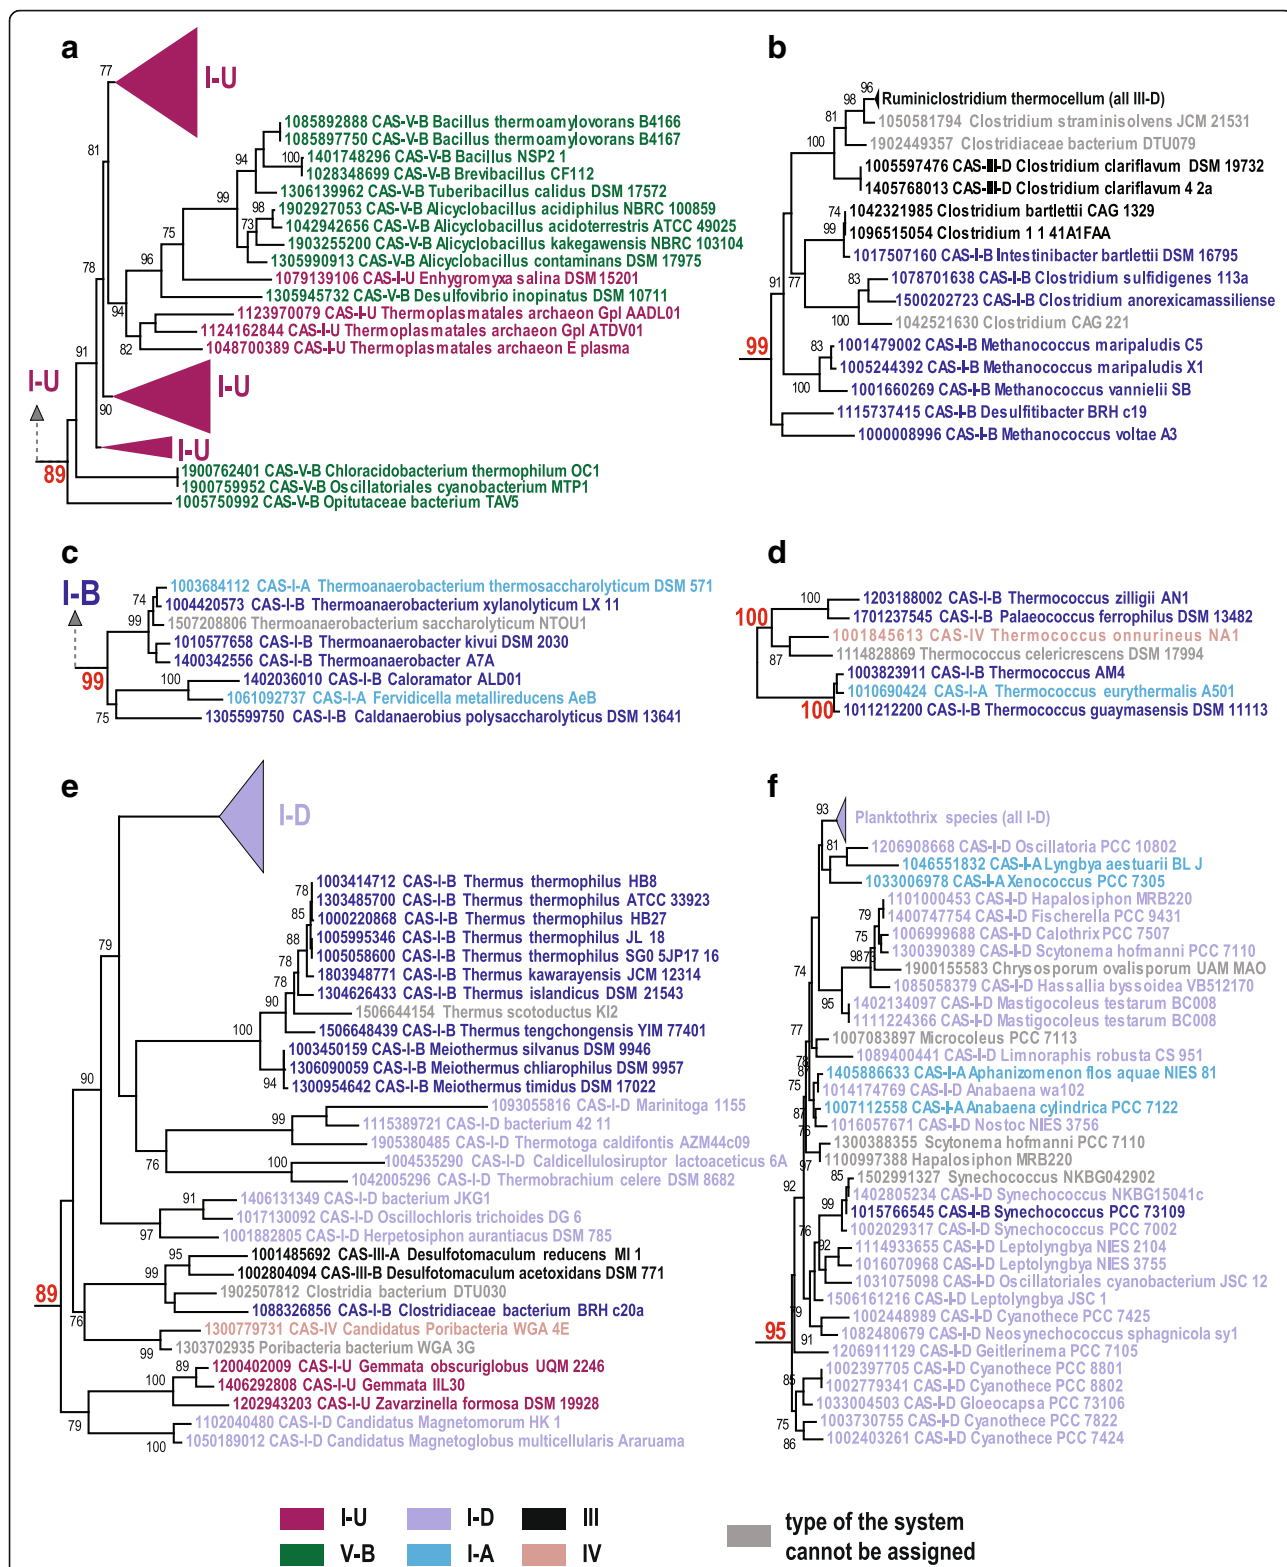 a
77
I-U
1085892888 CAS-V-B Bacillus thermoamylovorans B4166
1085897750 CAS-V-B Bacillus thermoamylovorans B4167
94
100
1401748296 CAS-V-B Bacillus NSP2 1
81
1028348699 CAS-V-B Brevibacillus CF112
1306139962 CAS-V-B Tuberibacillus calidus DSM 17572
99
98
1902927053 CAS-V-B Alicyclobacillus acidiphilus NBRC 100859
73
1042942656 CAS-V-B Alicyclobacillus acidoterrestris ATCC 49025
75
1903255200 CAS-V-B Alicyclobacillus kakegawensis NBRC 103104
96
1305990913 CAS-V-B Alicyclobacillus contaminans DSM 17975
78
1079139106 CAS-I-U Enhygromyxa salina DSM 15201
1305945732 CAS-V-B Desulfovibrio inopinatus DSM 10711
94
1123970079 CAS-I-U Thermoplasmatales archaeon Gpl AADL01
1124162844 CAS-I-U Thermoplasmatales archaeon Gpl ATDV01
82
1048700389 CAS-I-U Thermoplasmatales archaeon E plasma
91
I-U
I-U
90
I-U
89
1900762401 CAS-V-B Chloracidobacterium thermophilum OC1
1900759952 CAS-V-B Oscillatoriales cyanobacterium MTP1
1005750992 CAS-V-B Opitutaceae bacterium TAV5
b
96
98
Ruminiclostridium thermocellum (all III-D)
81
1050581794 Clostridium straminisolvens JCM 21531
100
1902449357 Clostridiaceae bacterium DTU079
1005597476 CAS-III-D Clostridium clariflavum DSM 19732
1405768013 CAS-III-D Clostridium clariflavum 4 2a
74
1042321985 Clostridium bartlettii CAG 1329
99
1096515054 Clostridium 1 1 41A1FAA
1017507160 CAS-I-B Intestinibacter bartlettii DSM 16795
91
77
83
1078701638 CAS-I-B Clostridium sulfidigenes 113a
1500202723 CAS-I-B Clostridium anorexicamassiliense
100
1042521630 Clostridium CAG 221
99
83
1001479002 CAS-I-B Methanococcus maripaludis C5
1005244392 CAS-I-B Methanococcus maripaludis X1
100
1001660269 CAS-I-B Methanococcus vannielii SB
1115737415 CAS-I-B Desulfitibacter BRH c19
1000008996 CAS-I-B Methanococcus voltae A3
c
I-B
1003684112 CAS-I-A Thermoanaerobacterium thermosaccharolyticum DSM 571
74
1004420573 CAS-I-B Thermoanaerobacterium xylanolyticum LX 11
99
1507208806 Thermoanaerobacterium saccharolyticum NTOU1
1010577658 CAS-I-B Thermoanaerobacter kivui DSM 2030
1400342556 CAS-I-B Thermoanaerobacter A7A
99
100
1402036010 CAS-I-B Caloramator ALD01
1061092737 CAS-I-A Fervidicella metallireducens AeB
75
1305599750 CAS-I-B Caldanaerobius polysaccharolyticus DSM 13641
d
100
1203188002 CAS-I-B Thermococcus zilligii AN1
100
1701237545 CAS-I-B Palaeococcus ferrophilus DSM 13482
1001845613 CAS-IV Thermococcus onnurineus NA1
87
1114828869 Thermococcus celericrescens DSM 17994
1003823911 CAS-I-B Thermococcus AM4
1010690424 CAS-I-A Thermococcus eurythermalis A501
100
1011212200 CAS-I-B Thermococcus guaymasensis DSM 11113
e
I-D
78
1003414712 CAS-I-B Thermus thermophilus HB8
1303485700 CAS-I-B Thermus thermophilus ATCC 33923
85
1000220868 CAS-I-B Thermus thermophilus HB27
88
1005995346 CAS-I-B Thermus thermophilus JL 18
79
1005058600 CAS-I-B Thermus thermophilus SG0 5JP17 16
78
1803948771 CAS-I-B Thermus kawarayensis JCM 12314
78
1304626433 CAS-I-B Thermus islandicus DSM 21543
90
1506644154 Thermus scotoductus KI2
100
1506648439 CAS-I-B Thermus tengchongensis YIM 77401
1003450159 CAS-I-B Meiothermus silvanus DSM 9946
1306090059 CAS-I-B Meiothermus chliarophilus DSM 9957
90
94
1300954642 CAS-I-B Meiothermus timidus DSM 17022
99
1093055816 CAS-I-D Marinitoga 1155
1115389721 CAS-I-D bacterium 42 11
1905380485 CAS-I-D Thermotoga caldifontis AZM44c09
76
100
1004535290 CAS-I-D Caldicellulosiruptor lactoaceticus 6A
1042005296 CAS-I-D Thermobrachium celere DSM 8682
91
1406131349 CAS-I-D bacterium JKG1
1017130092 CAS-I-D Oscillochloris trichoides DG 6
97
1001882805 CAS-I-D Herpetosiphon aurantiacus DSM 785
95
1001485692 CAS-III-A Desulfotomaculum reducens MI 1
99
1002804094 CAS-III-B Desulfotomaculum acetoxidans DSM 771
89
1902507812 Clostridia bacterium DTU030
1088326856 CAS-I-B Clostridiaceae bacterium BRH c20a
76
1300779731 CAS-IV Candidatus Poribacteria WGA 4E
99
1303702935 Poribacteria bacterium WGA 3G
89
1200402009 CAS-I-U Gemmata obscuriglobus UQM 2246
100
1406292808 CAS-I-U Gemmata IIL30
1202943203 CAS-I-U Zavarzinella formosa DSM 19928
79
1102040480 CAS-I-D Candidatus Magnetomorum HK 1
100
1050189012 CAS-I-D Candidatus Magnetoglobus multicellularis Araruama
f
93
Planktothrix species (all I-D)
81
1206908668 CAS-I-D Oscillatoria PCC 10802
1046551832 CAS-I-A Lyngbya aestuarii BL J
1033006978 CAS-I-A Xenococcus PCC 7305
1101000453 CAS-I-D Hapalosiphon MRB220
79
1400747754 CAS-I-D Fischerella PCC 9431
75
1006999688 CAS-I-D Calothrix PCC 7507
1300390389 CAS-I-D Scytonema hofmanni PCC 7110
98
74
1900155583 Chrysosporum ovalisporum UAM MAO
1085058379 CAS-I-D Hassallia byssoidea VB512170
95
1402134097 CAS-I-D Mastigocoleus testarum BC008
1111224366 CAS-I-D Mastigocoleus testarum BC008
77
1007083897 Microcoleus PCC 7113
1089400441 CAS-I-D Limnoraphis robusta CS 951
78
1405886633 CAS-I-A Aphanizomenon flos aquae NIES 81
75
1014174769 CAS-I-D Anabaena wa102
1007112558 CAS-I-A Anabaena cylindrica PCC 7122
87
1016057671 CAS-I-D Nostoc NIES 3756
76
1300388355 Scytonema hofmanni PCC 7110
97
1100997388 Hapalosiphon MRB220
85
1502991327 Synechococcus NKBG042902
92
1402805234 CAS-I-D Synechococcus NKBG15041c
99
1015766545 CAS-I-B Synechococcus PCC 73109
76
1002029317 CAS-I-D Synechococcus PCC 7002
92
1114933655 CAS-I-D Leptolyngbya NIES 2104
1016070968 CAS-I-D Leptolyngbya NIES 3755
1031075098 CAS-I-D Oscillatoriales cyanobacterium JSC 12
1506161216 CAS-I-D Leptolyngbya JSC 1
79
1002448989 CAS-I-D Cyanothece PCC 7425
95
91
1082480679 CAS-I-D Neosynechococcus sphagnicola sy1
1206911129 CAS-I-D Geitlerinema PCC 7105
1002397705 CAS-I-D Cyanothece PCC 8801
85
1002779341 CAS-I-D Cyanothece PCC 8802
1033004503 CAS-I-D Gloeocapsa PCC 73106
75
1003730755 CAS-I-D Cyanothece PCC 7822
86
1002403261 CAS-I-D Cyanothece PCC 7424
I-U
I-D
III
type of the system
V-B
I-A
IV
cannot be assigned